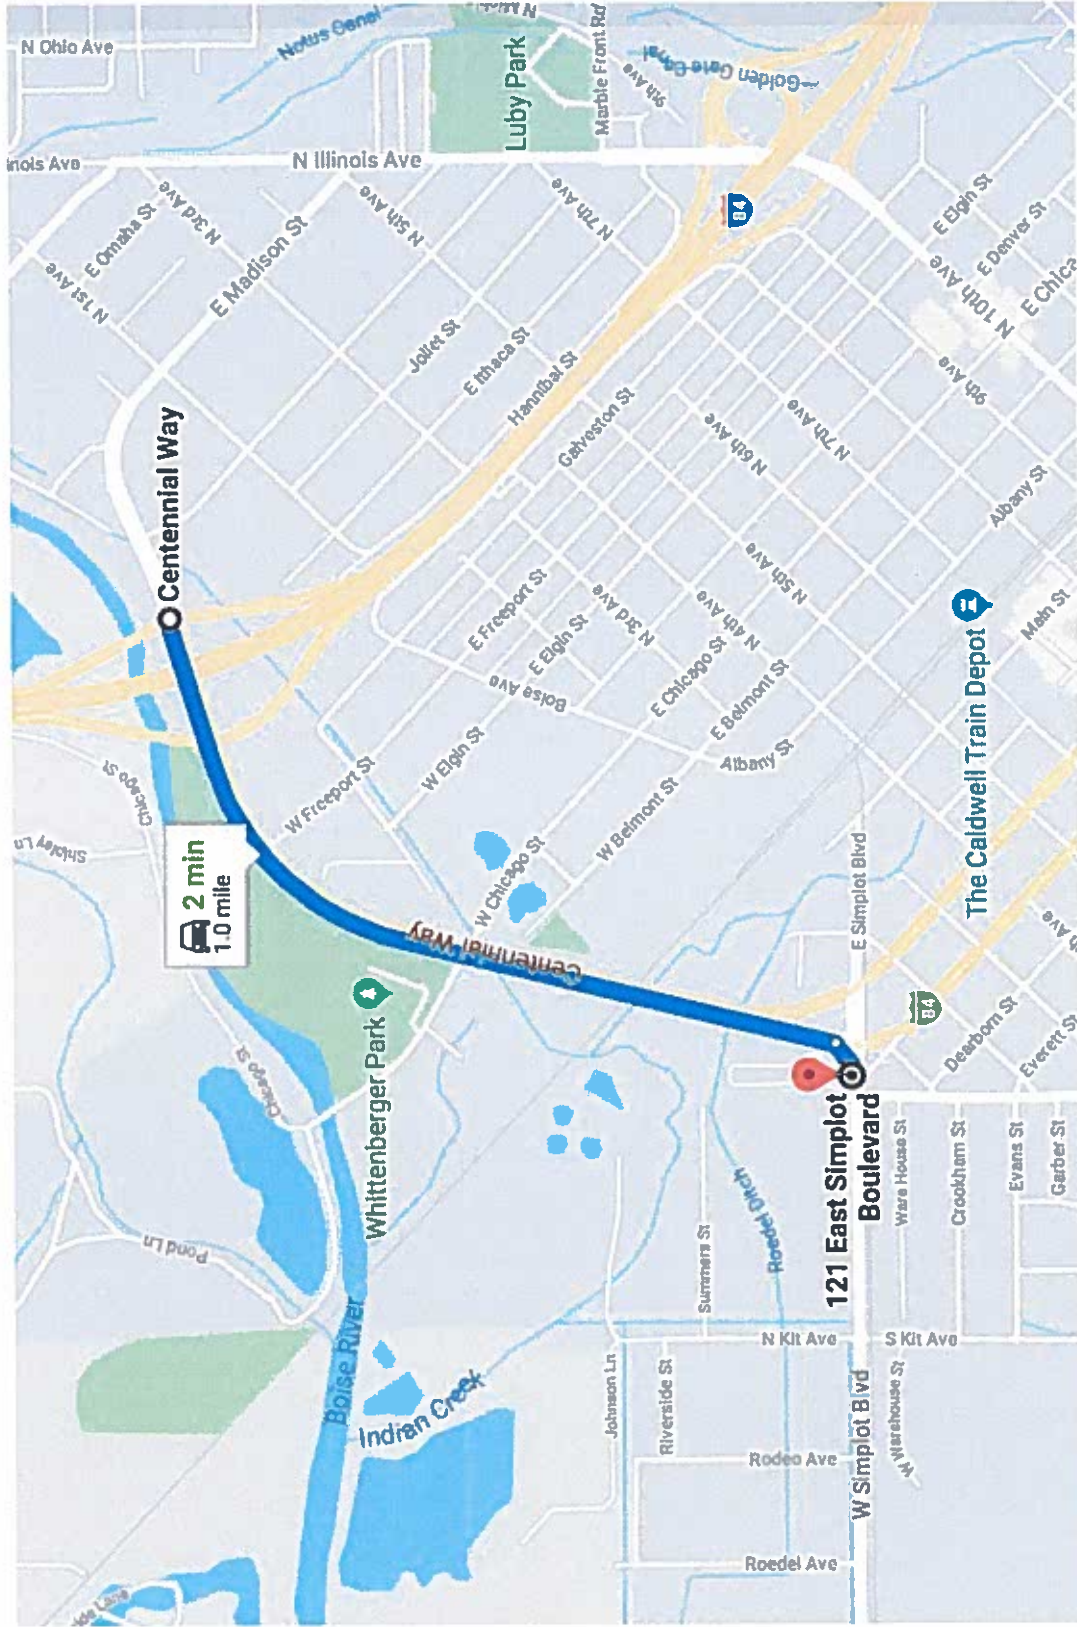 N Ohio Ave
Notus Canal
Luby Park
Marble Front Rd
9th Ave
Golden Gate Canal
N Illinois Ave
N 3rd Ave
E Omaha St
N 1st Ave
E Madison St
N 5th Ave
N 7th Ave
84
E Elgin St
E Denver St
N 10th Ave
E Chica
9th Ave
Joliet St
E Ithaca St
Hannibal St
Galveston St
N 6th Ave
N 7th Ave
Albany St
Centennial Way
N 5th Ave
E Freeport St
N 3rd Ave
N 4th Ave
E Elgin St
E Chicago St
E Belmont St
Boise Ave
Albany St
Main St
The Caldwell Train Depot
Chicago St
Shipley Ln
W Freeport St
W Elgin St
W Belmont St
W Chicago St
2 min
1.0 mile
Centennial Way
E Simplot Blvd
84
Dearborn St
Everett St
Whittenberger Park
Chicago St
Pond Ln
121 East Simplot
Boulevard
Ware House St
Crookham St
Evans St
Garber St
Roedel Ditch
Summers St
Boise River
Indian Creek
Johnson Ln
Riverside St
N Kit Ave
S Kit Ave
Rodeo Ave
W Simplot Blvd
W Warehouse St
Roedel Ave